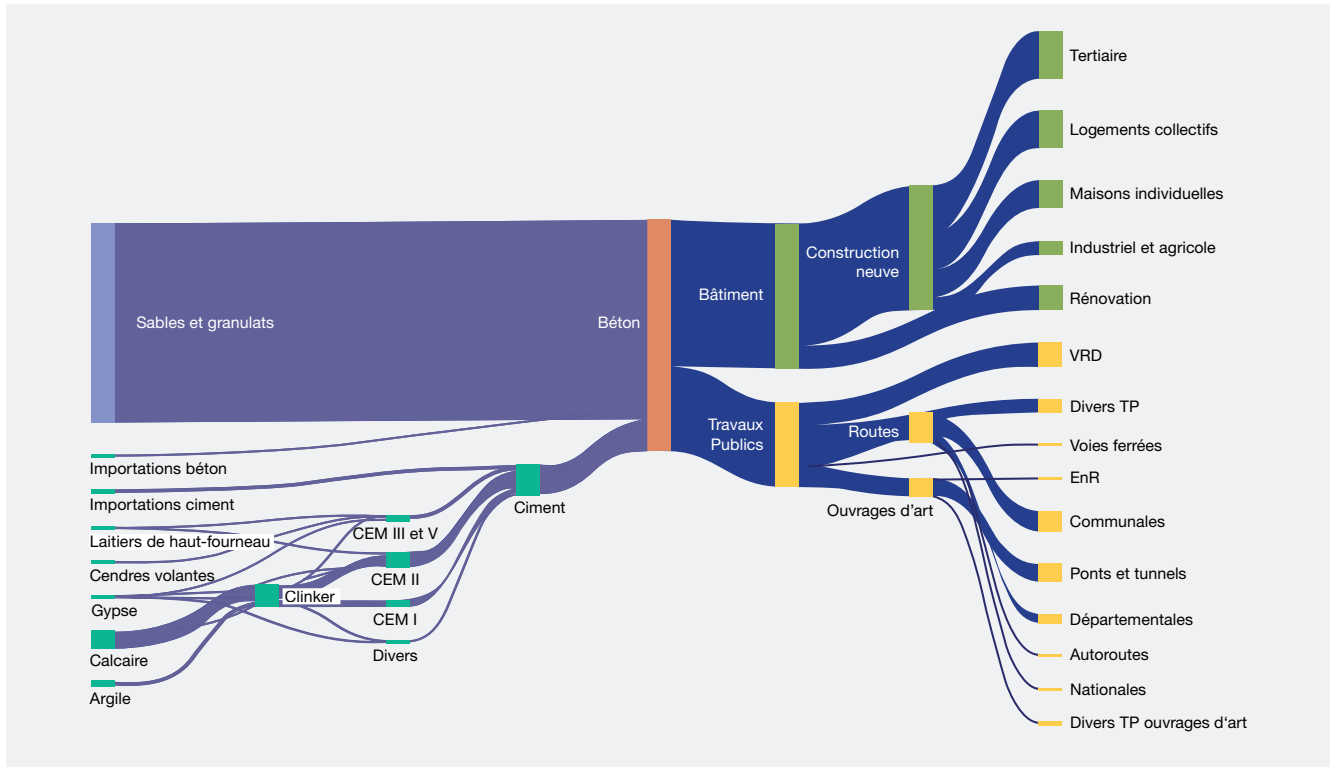 Sables et granulats
Importations béton
Importations ciment
Laitiers de haut-fourneau
Cendres volantes
Gypse
Calcaire
Argile
Clinker
CEM III et V
CEM II
CEM I
Divers
Ciment
Béton
Bâtiment
Travaux
Publics
Construction
neuve
Routes
Ouvrages d'art
Tertiaire
Logements collectifs
Maisons individuelles
Industriel et agricole
Rénovation
VRD
Divers TP
Voies ferrées
EnR
Communales
Ponts et tunnels
Départementales
Autoroutes
Nationales
Divers TP ouvrages d‘art